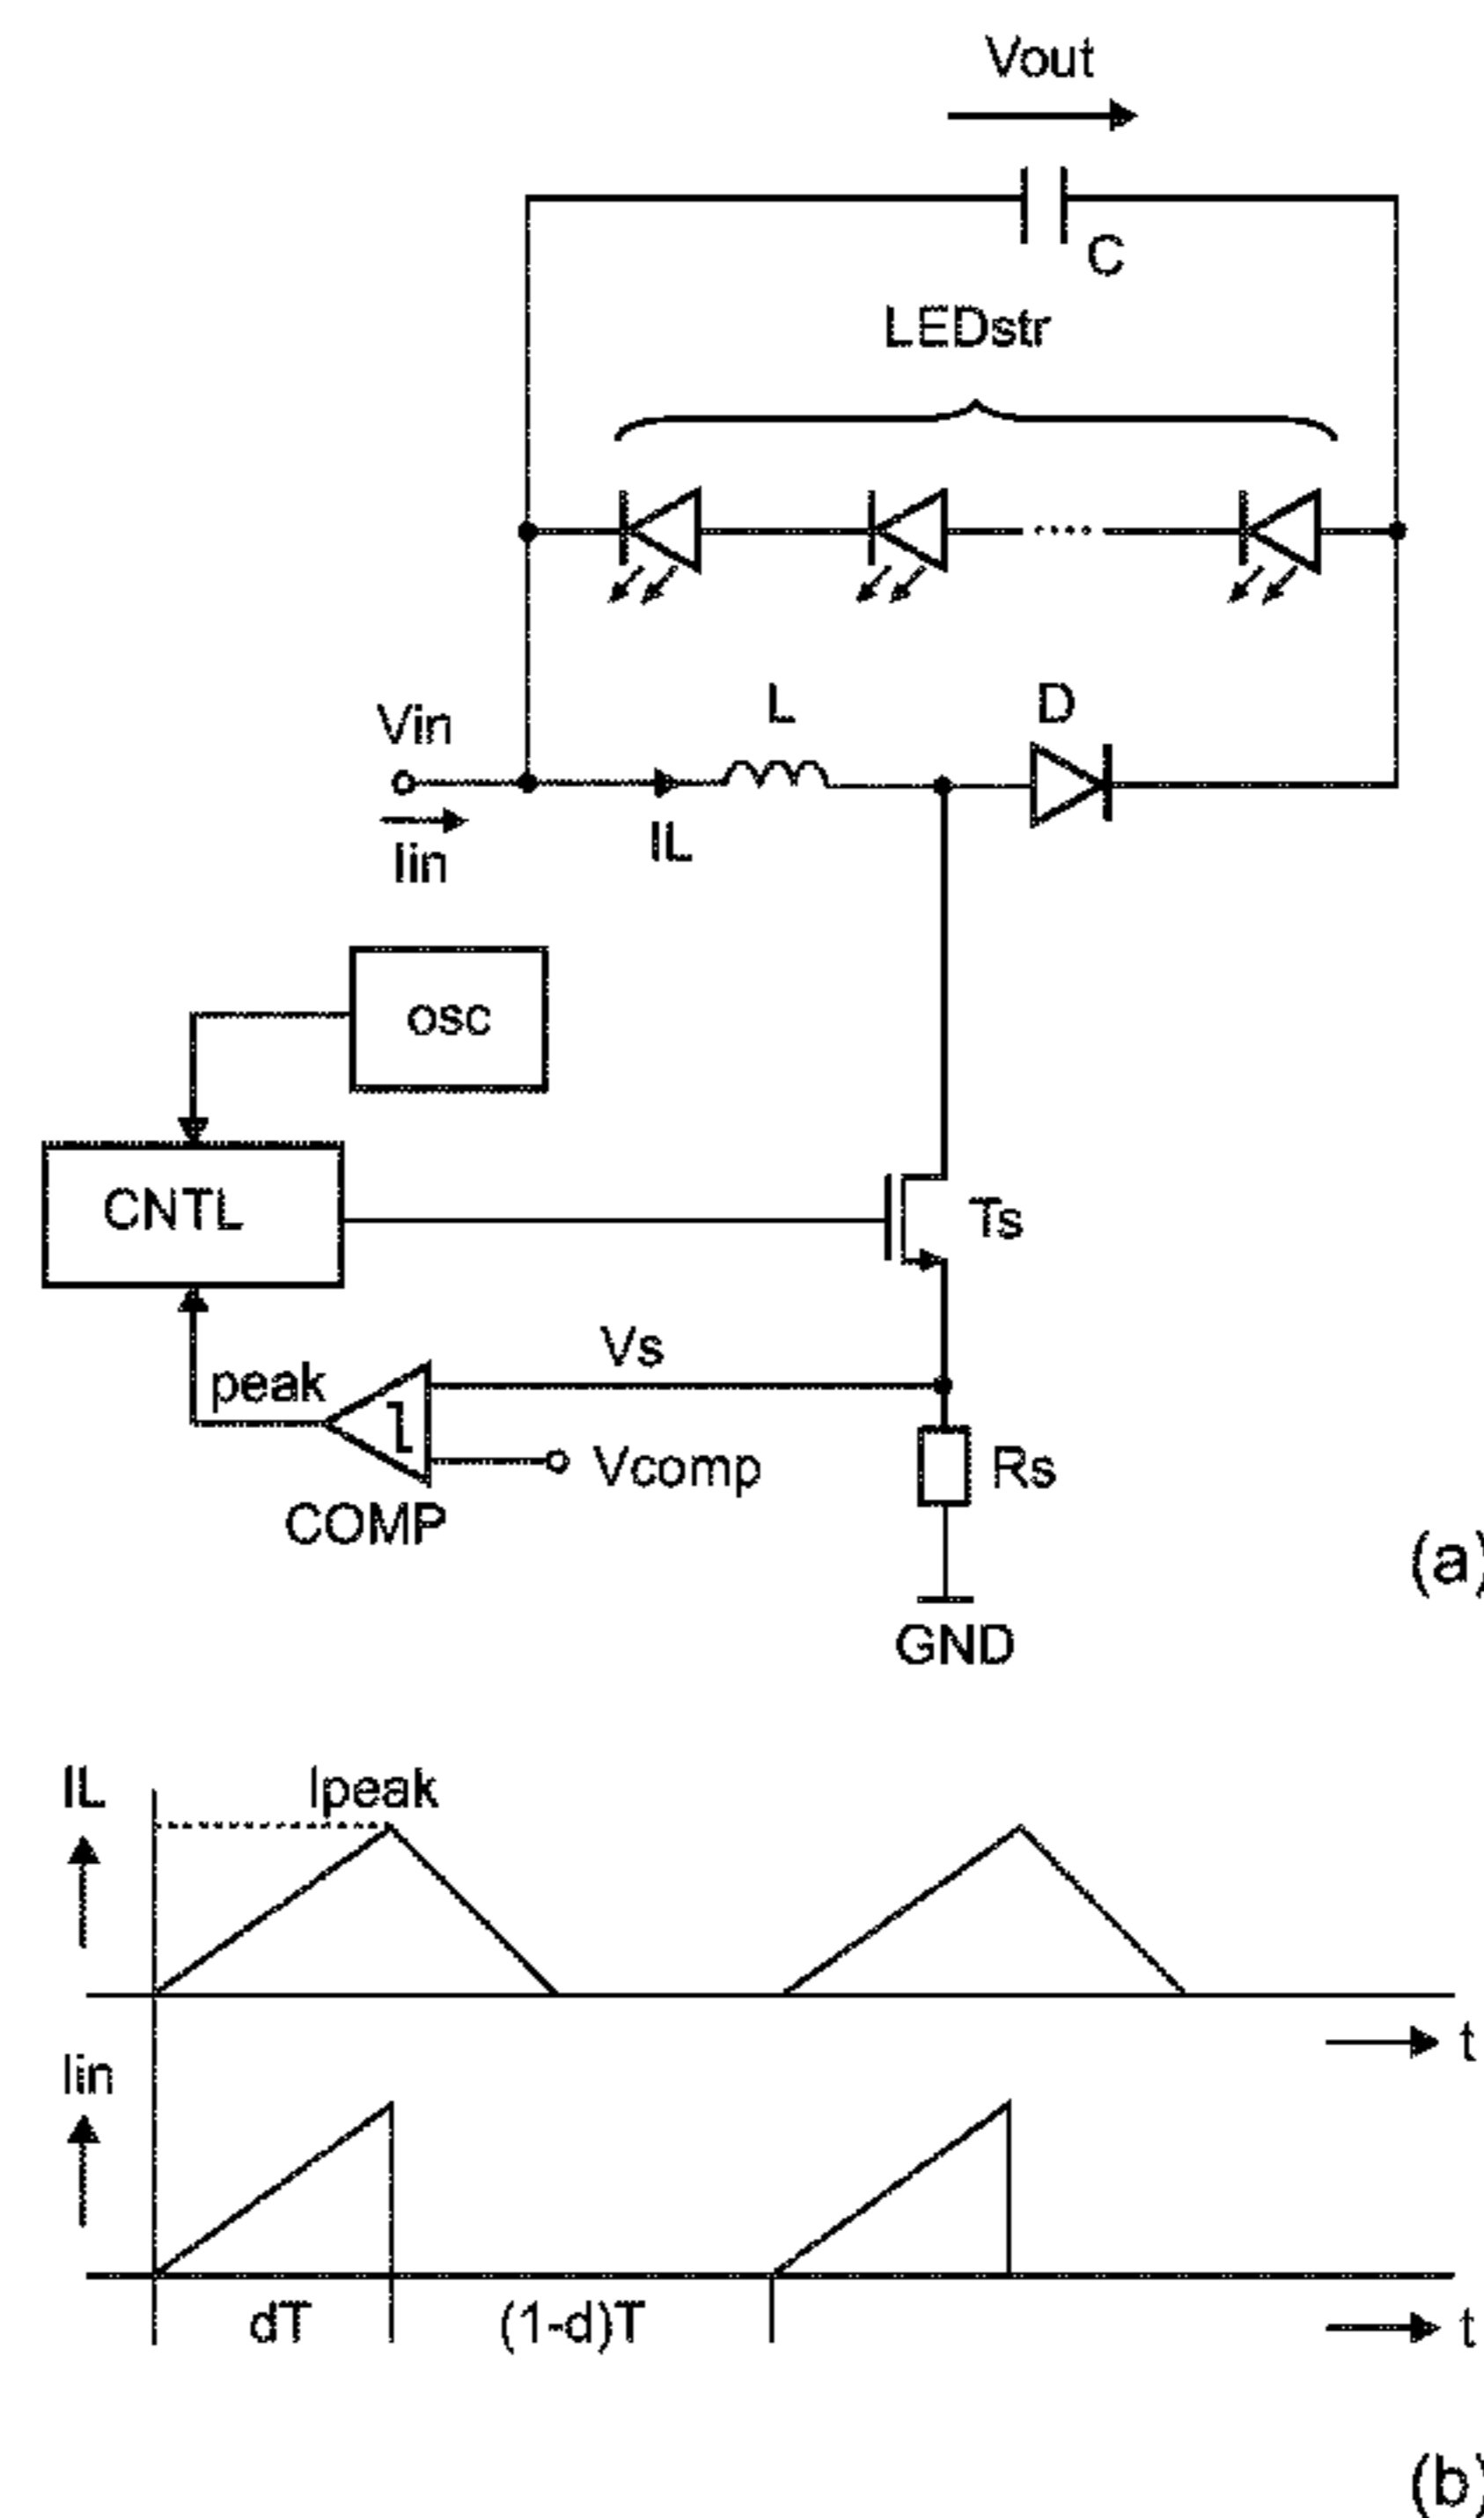 Vout
C
LEDstr
Vin
L
D
Iin
IL
osc
CNTL
Ts
peak
Vs
Vcomp
Rs
COMP
(a)
GND
IL
Ipeak
t
Iin
dT
(1-d)T
t
(b)